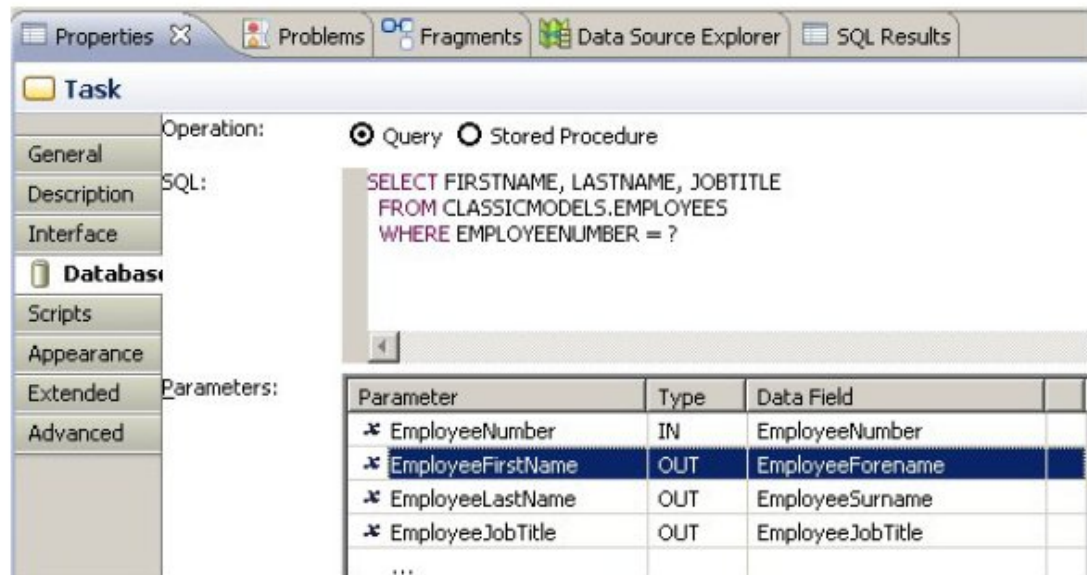 Properties Problems Fragments Data Source Explorer SQL Results
Task
General
Description
Interface
Databas
Scripts
Appearance
Extended
Advanced
Operation:
Query Stored Procedure
SQL:
SELECT FIRSTNAME, LASTNAME, JOBTITLE
FROM CLASSICMODELS.EMPLOYEES
WHERE EMPLOYEENUMBER = ?
Parameters:
Parameter Type Data Field
EmployeeNumber IN EmployeeNumber
EmployeeFirstName OUT EmployeeForename
EmployeeLastName OUT EmployeeSurname
EmployeeJobTitle OUT EmployeeJobTitle
...